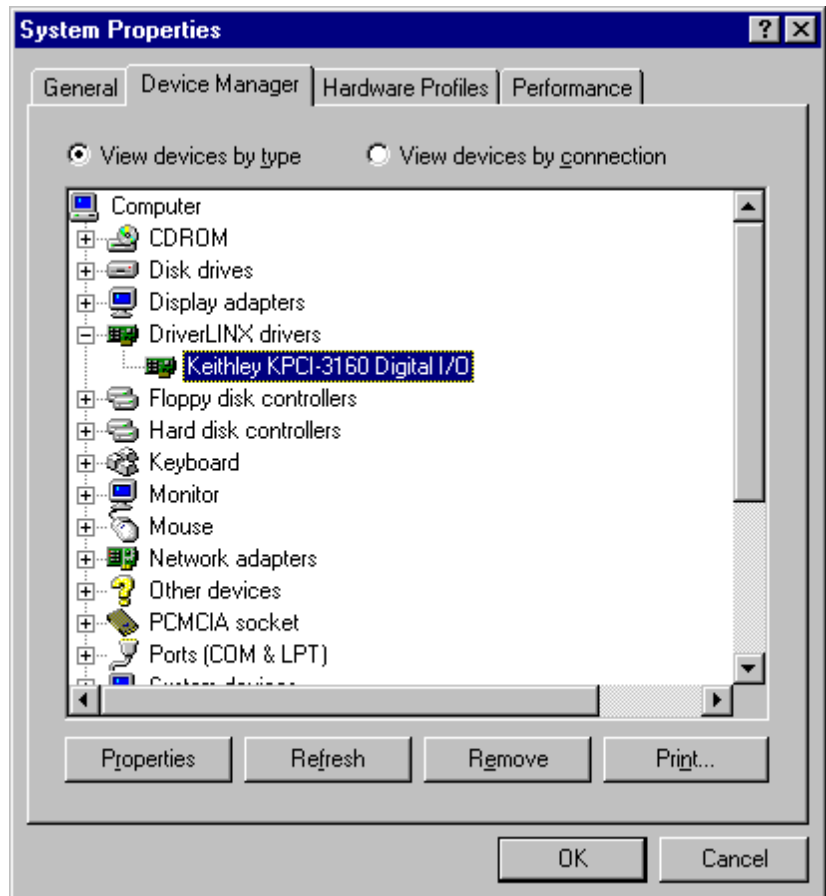 System Properties
General Device Manager Hardware Profiles Performance
View devices by type View devices by connection
Computer
CDROM
Disk drives
Display adapters
DriverLINX drivers
Keithley KPCI-3160 Digital I/O
Floppy disk controllers
Hard disk controllers
Keyboard
Monitor
Mouse
Network adapters
Other devices
PCMCIA socket
Ports (COM & LPT)
System devices
Properties Refresh Remove Print...
OK Cancel